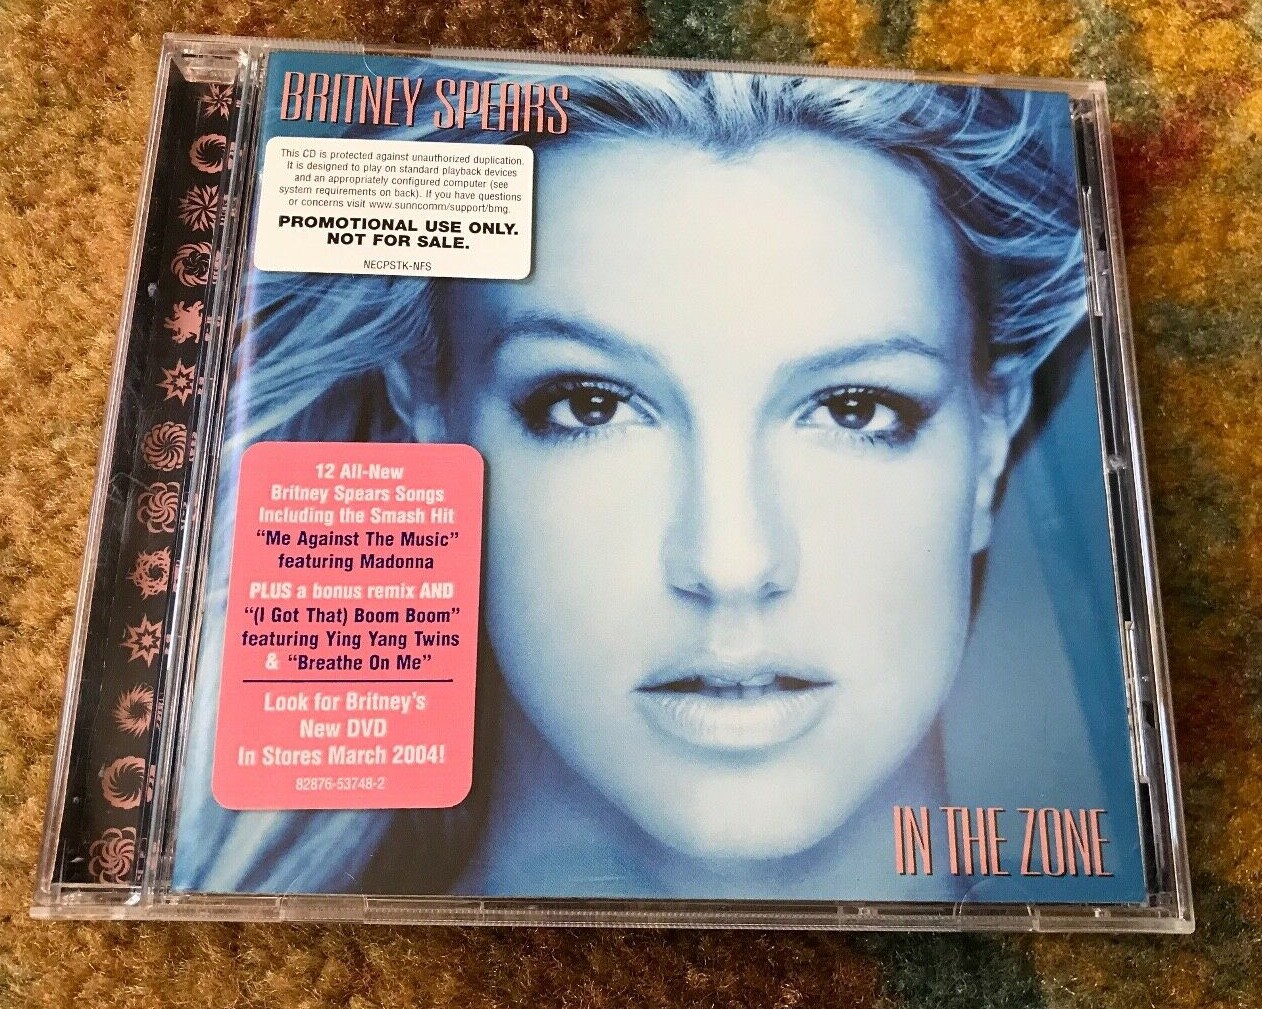 BRITNEY SPEARS
This CD is protected against unauthorized duplication.
It is designed to play on standard playback devices
and an appropriately configured computer (see
system requirements on back). If you have questions
or concerns visit www.sunncomm/support/bmg.
PROMOTIONAL USE ONLY.
NOT FOR SALE.
NECPSTK-NFS
12 All-New
Britney Spears Songs
Including the Smash Hit
“Me Against The Music”
featuring Madonna
PLUS a bonus remix AND
“(I Got That) Boom Boom”
featuring Ying Yang Twins
& “Breathe On Me”
Look for Britney’s
New DVD
In Stores March 2004!
82876-53748-2
IN THE ZONE